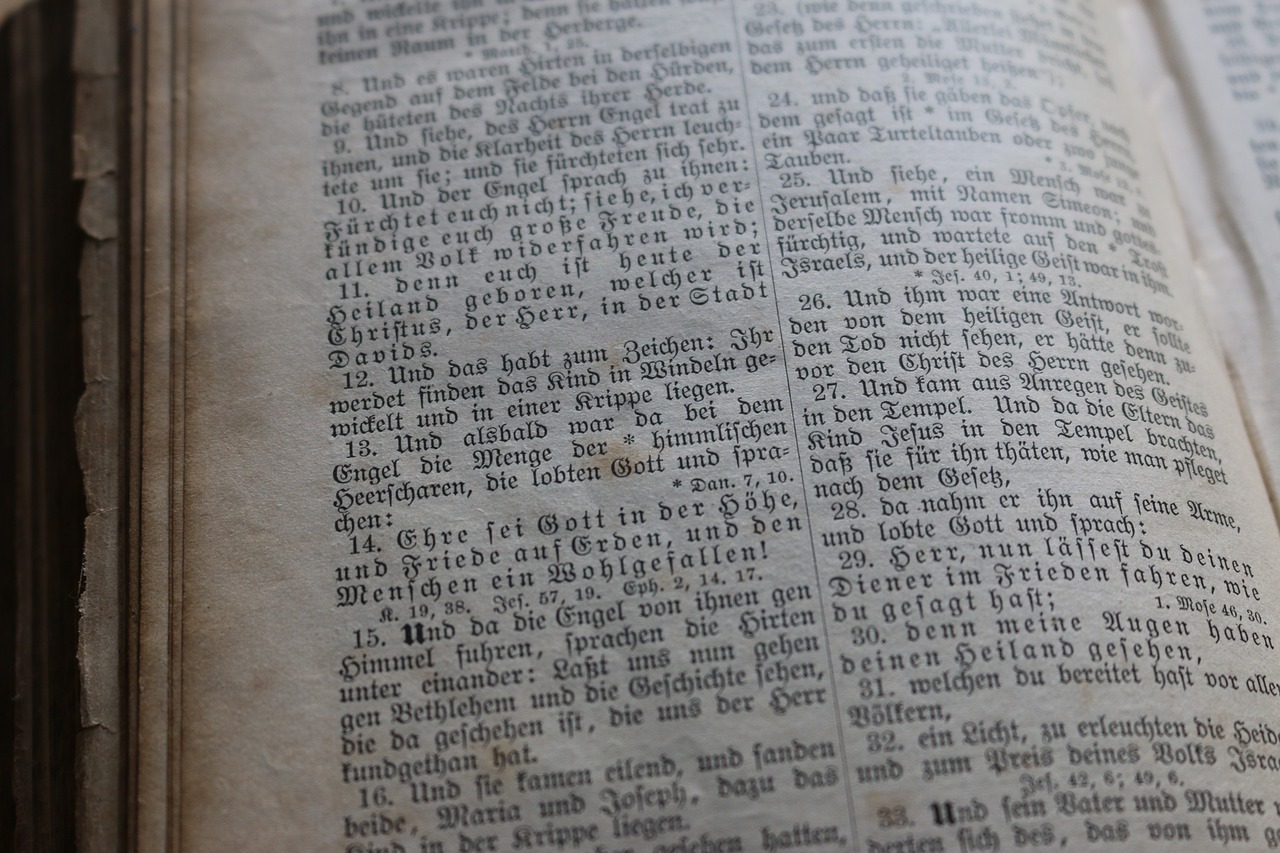 und wickelte ihn in
ihn in eine Krippe; denn sie hatten sonst
keinen Raum in der Herberge.
* Matth. 1, 25.
8. Und es waren Hirten in derselbigen
Gegend auf dem Felde bei den Hürden,
die hüteten des Nachts ihrer Herde.
9. Und siehe, des Herrn Engel trat zu
ihnen, und die Klarheit des Herrn leuch-
tete um sie; und sie fürchteten sich sehr.
10. Und der Engel sprach zu ihnen:
Fürchtet euch nicht; siehe, ich ver-
kündige euch große Freude, die
allem Volk widerfahren wird;
11. denn euch ist heute der
Heiland geboren, welcher ist
Christus, der Herr, in der Stadt
Davids.
12. Und das habt zum Zeichen: Ihr
werdet finden das Kind in Windeln ge-
wickelt und in einer Krippe liegen.
13. Und alsbald war da bei dem
Engel die Menge der * himmlischen
Heerscharen, die lobten Gott und spra-
chen:
* Dan. 7, 10.
14. Ehre sei Gott in der Höhe,
und Friede auf Erden, und den
Menschen ein Wohlgefallen!
K. 19, 38. Jes. 57, 19. Eph. 2, 14. 17.
15. Und da die Engel von ihnen gen
Himmel fuhren, sprachen die Hirten
unter einander: Laßt uns nun gehen
gen Bethlehem und die Geschichte sehen,
die da geschehen ist, die uns der Herr
kundgethan hat.
16. Und sie kamen eilend, und fanden
beide, Maria und Joseph, dazu das
Kind in der Krippe liegen.
gesehen hatten,
23. (wie denn geschrieben stehet in dem
Gesetz des Herrn: „Allerlei Männliches,
das zum ersten die Mutter bricht, soll
dem Herrn geheiliget heißen“);
2. Mose 13, 2.
24. und daß sie gäben das Opfer, nach
dem gesagt ist * im Gesetz des Herrn,
ein Paar Turteltauben oder zwo junge
Tauben.
* 3. Mose 12, 8.
25. Und siehe, ein Mensch war zu
Jerusalem, mit Namen Simeon; und
derselbe Mensch war fromm und gottes-
fürchtig, und wartete auf den * Trost
Israels, und der heilige Geist war in ihm.
* Jes. 40, 1; 49, 13.
26. Und ihm war eine Antwort wor-
den von dem heiligen Geist, er sollte
den Tod nicht sehen, er hätte denn zu-
vor den Christ des Herrn gesehen.
27. Und kam aus Anregen des Geistes
in den Tempel. Und da die Eltern das
Kind Jesus in den Tempel brachten,
daß sie für ihn thäten, wie man pfleget
nach dem Gesetz,
28. da nahm er ihn auf seine Arme,
und lobte Gott und sprach:
29. Herr, nun lässest du deinen
Diener im Frieden fahren, wie
du gesagt hast;
1. Mose 46, 30.
30. denn meine Augen haben
deinen Heiland gesehen,
31. welchen du bereitet hast vor allen
Völkern,
32. ein Licht, zu erleuchten die Heid
und zum Preis deines Volks Isra
Jes. 42, 6; 49, 6.
33. Und sein Vater und Mutter
derten sich des, das von ihm